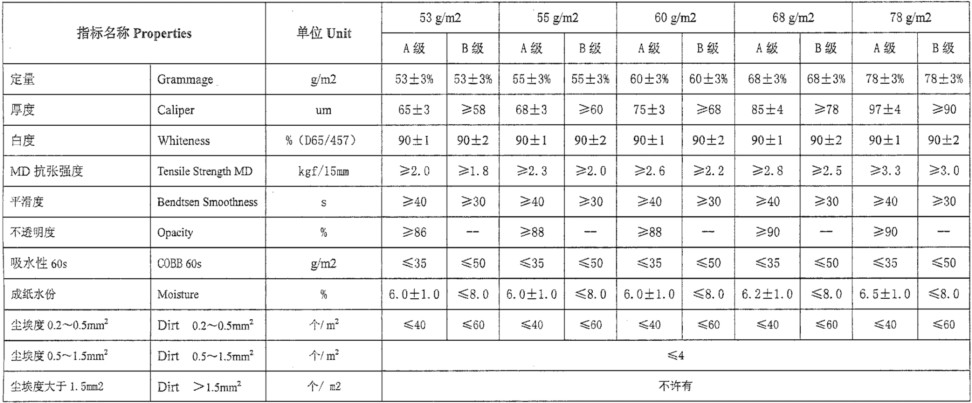 指标名称 Properties 单位 Unit 53 g/m2 55 g/m2 60 g/m2 68 g/m2 78 g/m2
A 级 B 级 A 级 B 级 A 级 B 级 A 级 B 级 A 级 B 级
定量 Grammage g/m2 53±3% 53±3% 55±3% 55±3% 60±3% 60±3% 68±3% 68±3% 78±3% 78±3%
厚度 Caliper um 65±3 ≥58 68±3 ≥60 75±3 ≥68 85±4 ≥78 97±4 ≥90
白度 Whiteness % (D65/457) 90±1 90±2 90±1 90±2 90±1 90±2 90±1 90±2 90±1 90±2
MD 抗张强度 Tensile Strength MD kgf/15mm ≥2.0 ≥1.8 ≥2.3 ≥2.0 ≥2.6 ≥2.2 ≥2.8 ≥2.5 ≥3.3 ≥3.0
平滑度 Bendtsen Smoothness s ≥40 ≥30 ≥40 ≥30 ≥40 ≥30 ≥40 ≥30 ≥40 ≥30
不透明度 Opacity % ≥86 -- ≥88 -- ≥88 -- ≥90 -- ≥90 --
吸水性 60s COBB 60s g/m2 ≤35 ≤50 ≤35 ≤50 ≤35 ≤50 ≤35 ≤50 ≤35 ≤50
成纸水份 Moisture % 6.0±1.0 ≤8.0 6.0±1.0 ≤8.0 6.0±1.0 ≤8.0 6.2±1.0 ≤8.0 6.5±1.0 ≤8.0
尘埃度 0.2~0.5mm² Dirt 0.2~0.5mm² 个/m² ≤40 ≤60 ≤40 ≤60 ≤40 ≤60 ≤40 ≤60 ≤40 ≤60
尘埃度 0.5~1.5mm² Dirt 0.5~1.5mm² 个/m² ≤4
尘埃度大于 1.5mm2 Dirt >1.5mm² 个/ m2 不许有